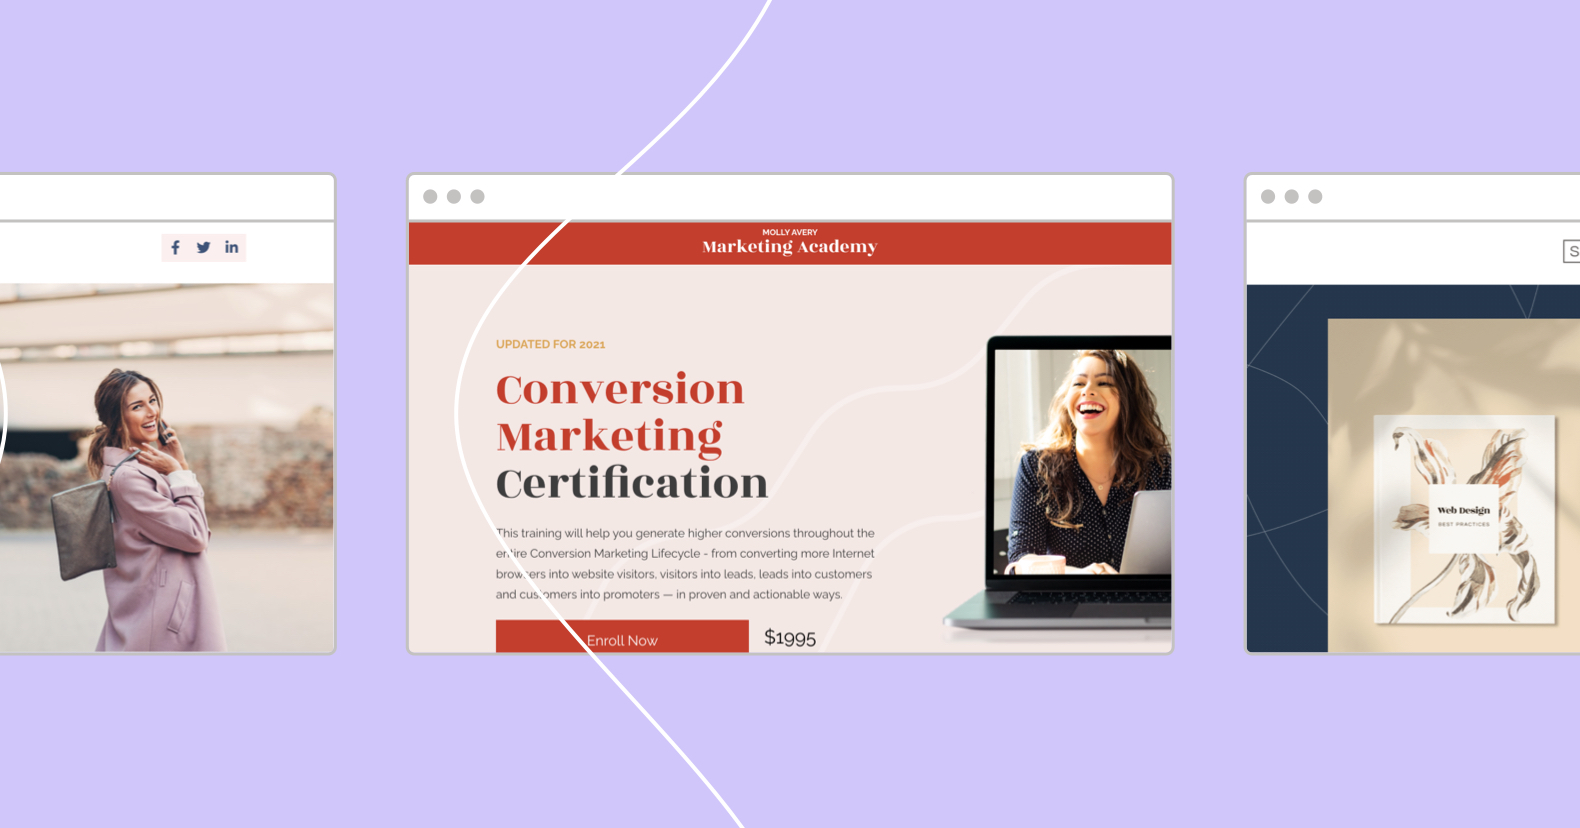 MOLLY AVERY
Marketing Academy
UPDATED FOR 2021
Conversion
Marketing
Certification
This training will help you generate higher conversions throughout the
entire Conversion Marketing Lifecycle - from converting more Internet
browsers into website visitors, visitors into leads, leads into customers
and customers into promoters — in proven and actionable ways.
Enroll Now
$1995
S
Web Design
BEST PRACTICES